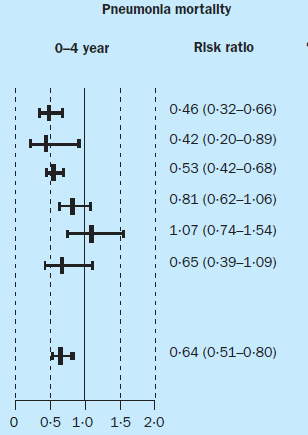 Pneumonia mortality
0–4 year Risk ratio
0·46 (0·32–0·66)
0·42 (0·20–0·89)
0·53 (0·42–0·68)
0·81 (0·62–1·06)
1·07 (0·74–1·54)
0·65 (0·39–1·09)
0·64 (0·51–0·80)
0 0·5 1·0 1·5 2·0